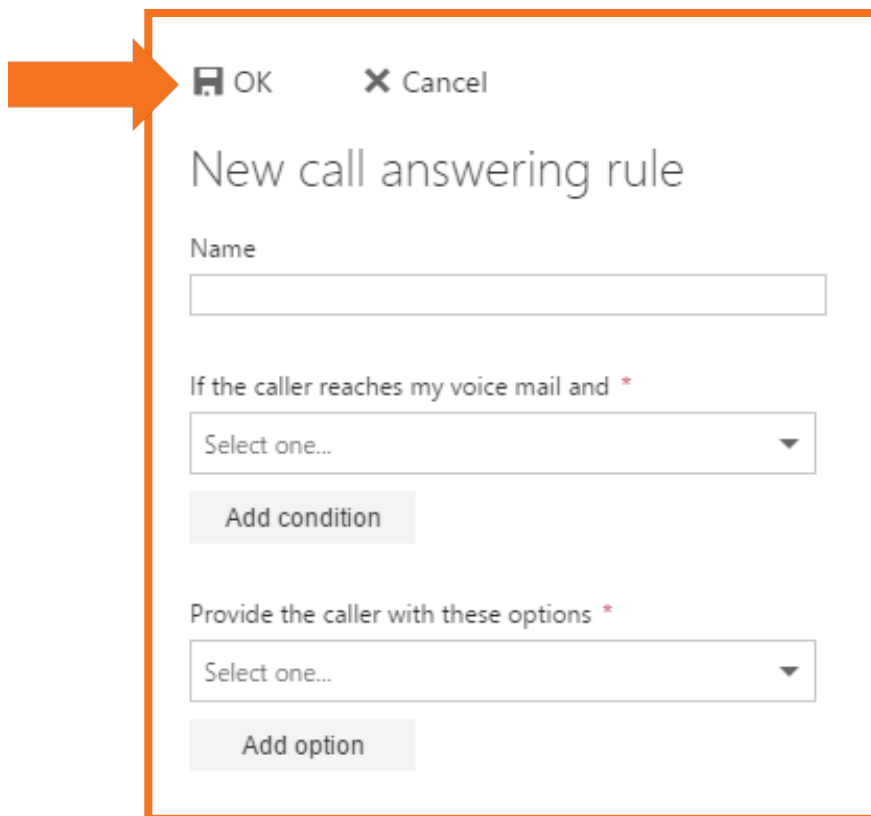 OK Cancel
New call answering rule
Name
If the caller reaches my voice mail and *
Select one...
Add condition
Provide the caller with these options *
Select one...
Add option